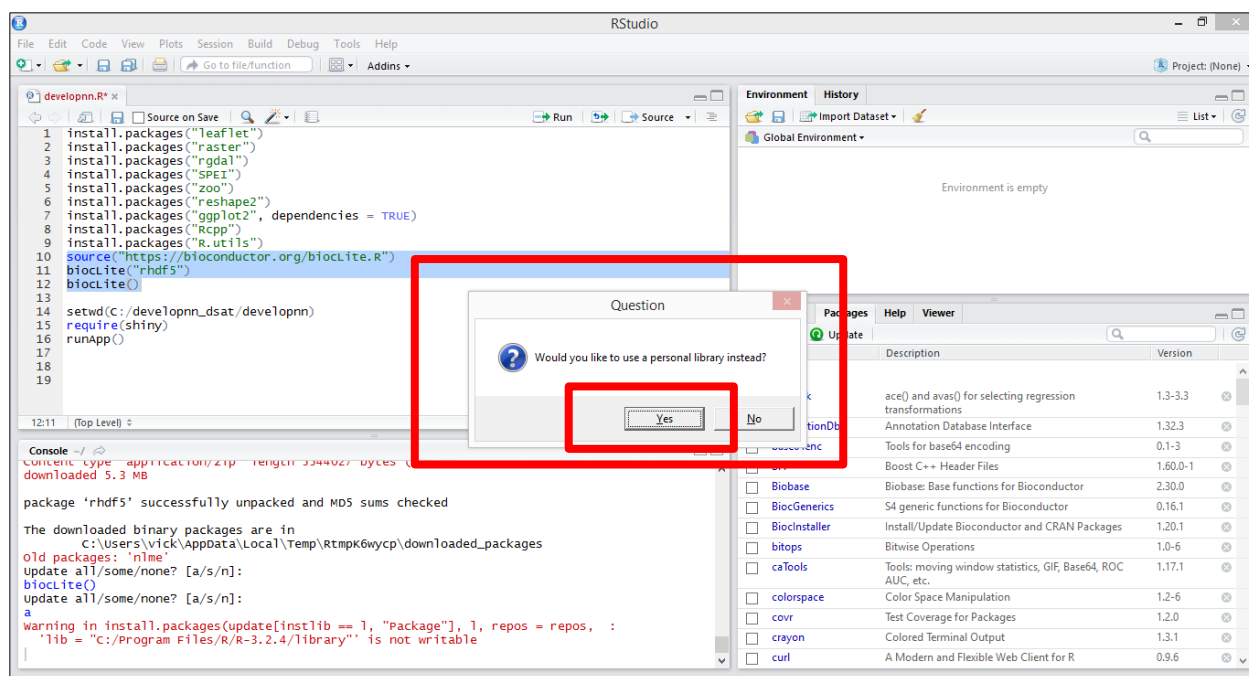 RStudio
File Edit Code View Plots Session Build Debug Tools Help
Go to file/function Addins Project: (None)
developnn.R*
Source on Save Run Source
1 install.packages("leaflet")
2 install.packages("raster")
3 install.packages("rgdal")
4 install.packages("SPEI")
5 install.packages("zoo")
6 install.packages("reshape2")
7 install.packages("ggplot2", dependencies = TRUE)
8 install.packages("Rcpp")
9 install.packages("R.utils")
10 source("https://bioconductor.org/biocLite.R")
11 biocLite("rhdf5")
12 biocLite()
13
14 setwd(C:/developnn_dsat/developnn)
15 require(shiny)
16 runApp()
17
18
19
12:11 (Top Level)
Console ~/
downloaded 5.3 MB
package 'rhdf5' successfully unpacked and MD5 sums checked
The downloaded binary packages are in
C:\Users\vick\AppData\Local\Temp\RtmpK6wycp\downloaded_packages
old packages: 'nlme'
Update all/some/none? [a/s/n]:
biocLite()
Update all/some/none? [a/s/n]:
a
Warning in install.packages(update[instlib == l, "Package"], l, repos = repos, :
'lib = "C:/Program Files/R/R-3.2.4/library"' is not writable
Question
Would you like to use a personal library instead?
Yes No
Environment History
Import Dataset List
Global Environment
Environment is empty
Packages Help Viewer
Update
Description Version
ace() and avas() for selecting regression 1.3-3.3
transformations
Annotation Database Interface 1.32.3
Tools for base64 encoding 0.1-3
Boost C++ Header Files 1.60.0-1
Biobase Biobase: Base functions for Bioconductor 2.30.0
BiocGenerics S4 generic functions for Bioconductor 0.16.1
BiocInstaller Install/Update Bioconductor and CRAN Packages 1.20.1
bitops Bitwise Operations 1.0-6
caTools Tools: moving window statistics, GIF, Base64, ROC 1.17.1
AUC, etc.
colorspace Color Space Manipulation 1.2-6
covr Test Coverage for Packages 1.2.0
crayon Colored Terminal Output 1.3.1
curl A Modern and Flexible Web Client for R 0.9.6